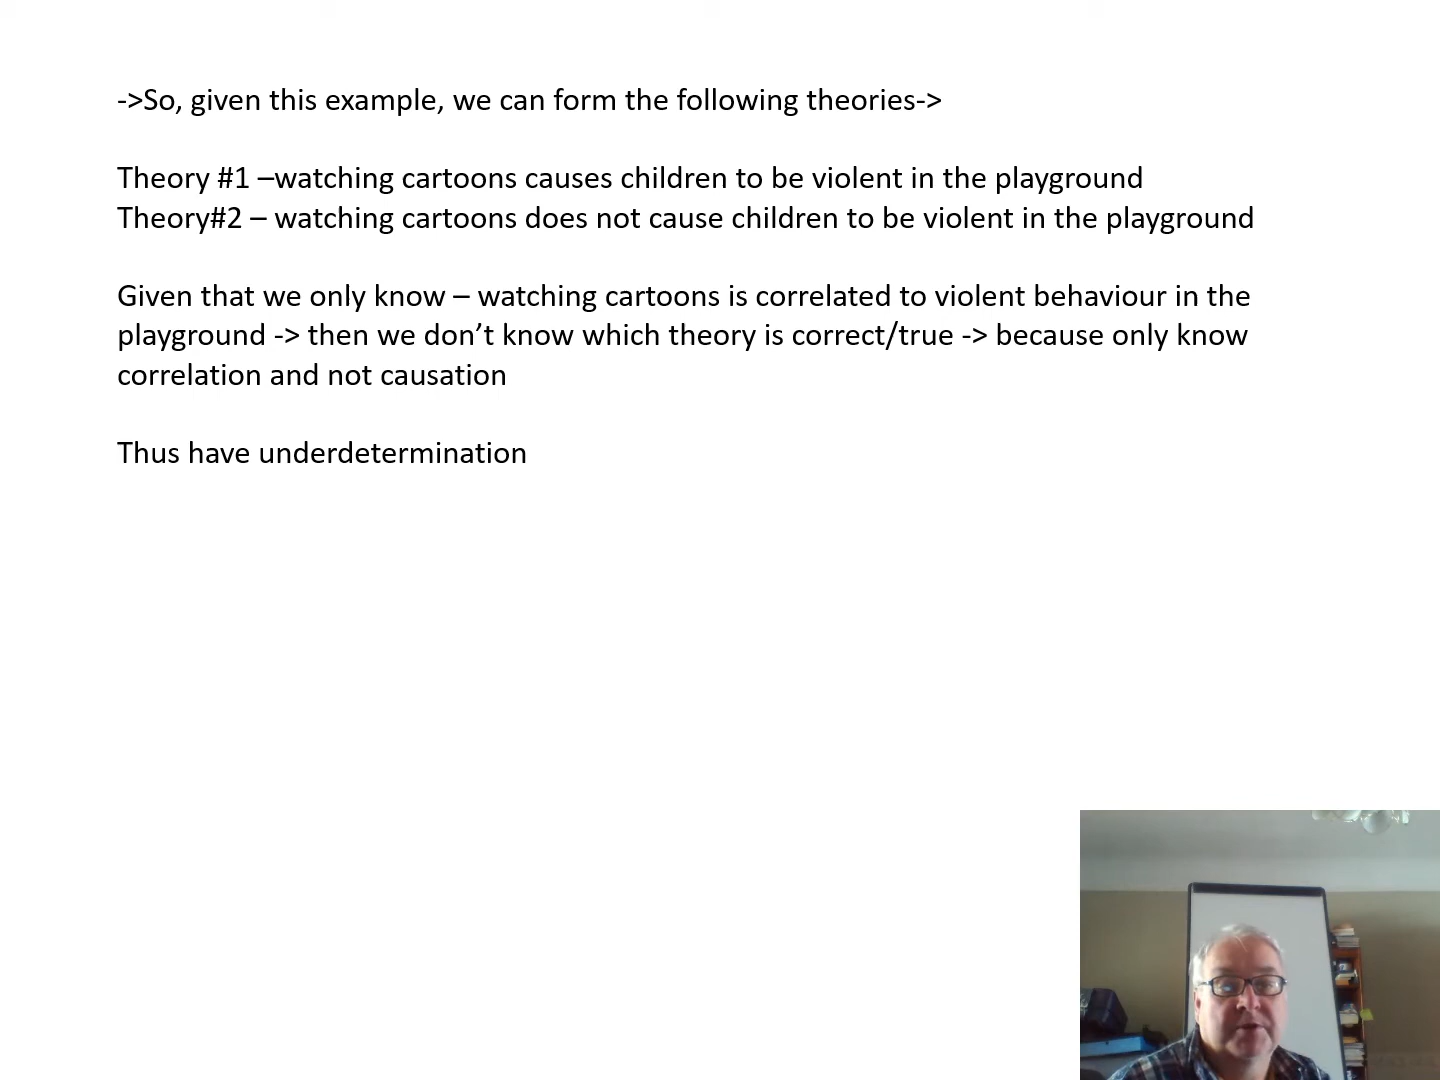 ->So, given this example, we can form the following theories->
Theory #1 –watching cartoons causes children to be violent in the playground
Theory#2 – watching cartoons does not cause children to be violent in the playground
Given that we only know – watching cartoons is correlated to violent behaviour in the
playground -> then we don’t know which theory is correct/true -> because only know
correlation and not causation
Thus have underdetermination